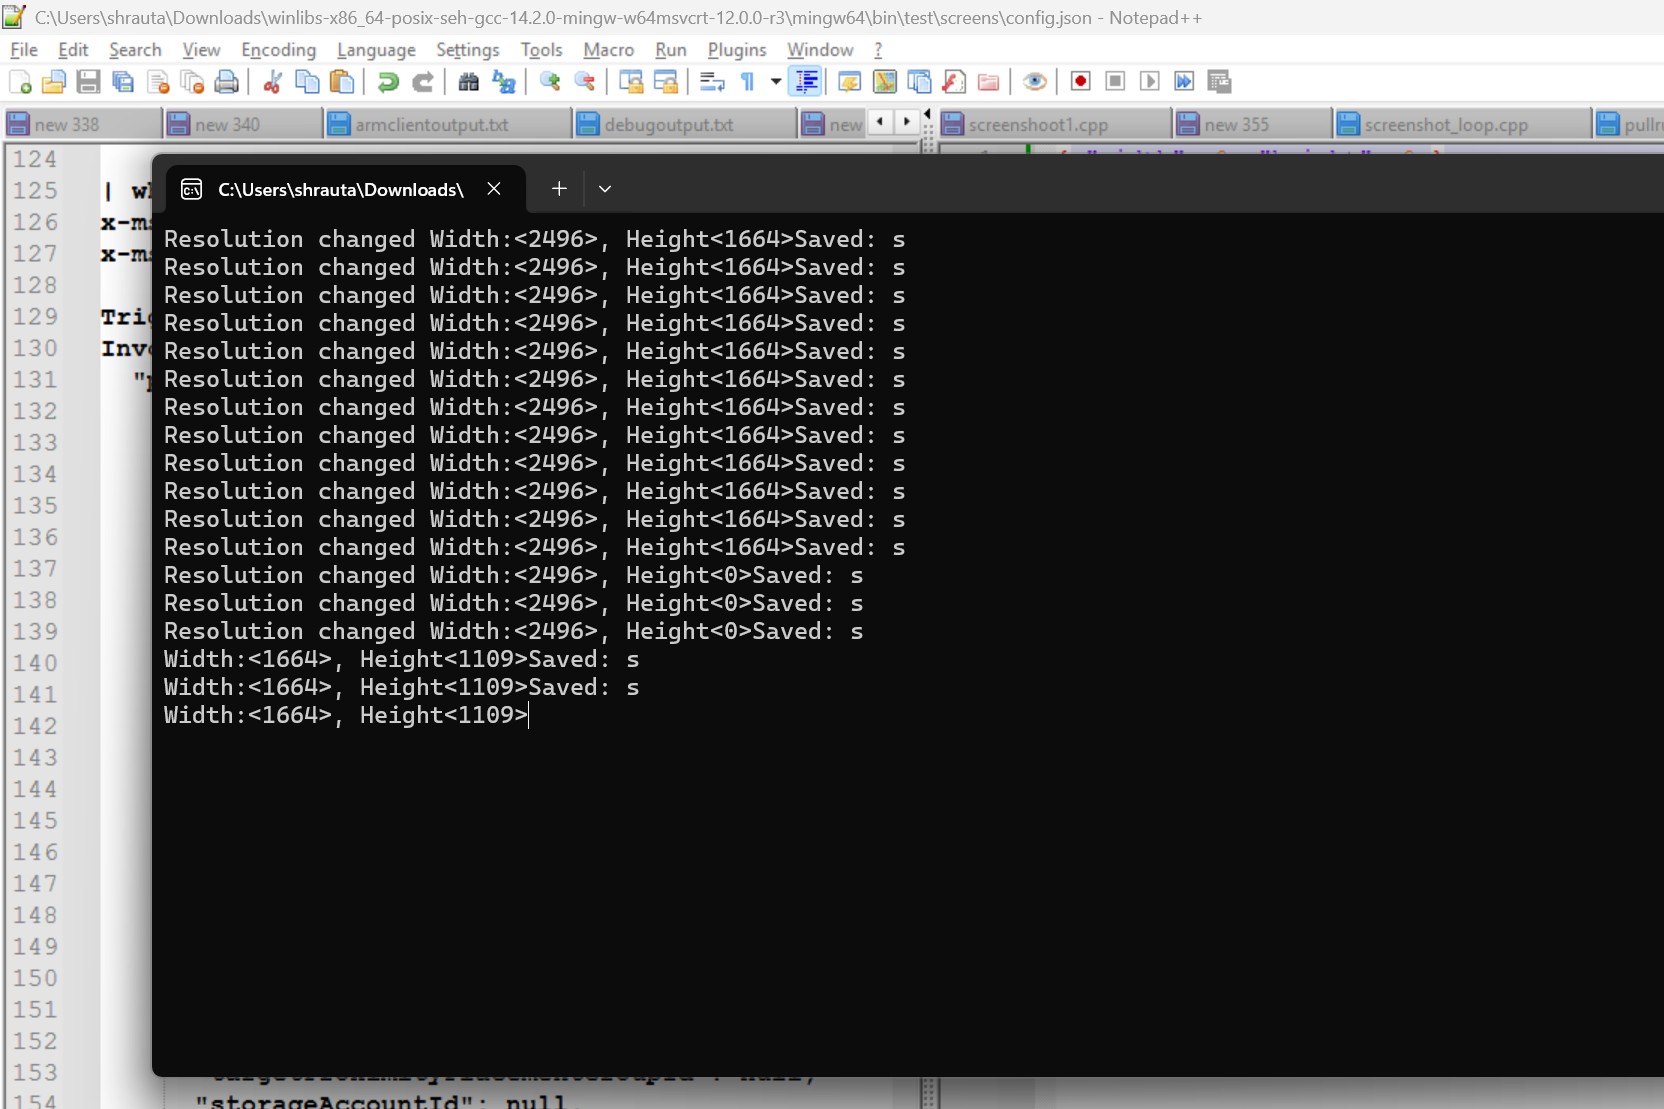 C:\Users\shrauta\Downloads\winlibs-x86_64-posix-seh-gcc-14.2.0-mingw-w64msvcrt-12.0.0-r3\mingw64\bin\test\screens\config.json - Notepad++
File Edit Search View Encoding Language Settings Tools Macro Run Plugins Window ?
new 338 new 340 armclientoutput.txt debugoutput.txt new screenshoot1.cpp new 355 screenshot_loop.cpp
C:\Users\shrauta\Downloads\
124
125 |
126 x-m
127 x-m
128
129 Tri
130 Inv
131 "
132
133
134
135
136
137
138
139
140
141
142
143
144
145
146
147
148
149
150
151
152
153
154 "storageAccountId": null,
Resolution changed Width:<2496>, Height<1664>Saved: s
Resolution changed Width:<2496>, Height<1664>Saved: s
Resolution changed Width:<2496>, Height<1664>Saved: s
Resolution changed Width:<2496>, Height<1664>Saved: s
Resolution changed Width:<2496>, Height<1664>Saved: s
Resolution changed Width:<2496>, Height<1664>Saved: s
Resolution changed Width:<2496>, Height<1664>Saved: s
Resolution changed Width:<2496>, Height<1664>Saved: s
Resolution changed Width:<2496>, Height<1664>Saved: s
Resolution changed Width:<2496>, Height<1664>Saved: s
Resolution changed Width:<2496>, Height<1664>Saved: s
Resolution changed Width:<2496>, Height<1664>Saved: s
Resolution changed Width:<2496>, Height<0>Saved: s
Resolution changed Width:<2496>, Height<0>Saved: s
Resolution changed Width:<2496>, Height<0>Saved: s
Width:<1664>, Height<1109>Saved: s
Width:<1664>, Height<1109>Saved: s
Width:<1664>, Height<1109>